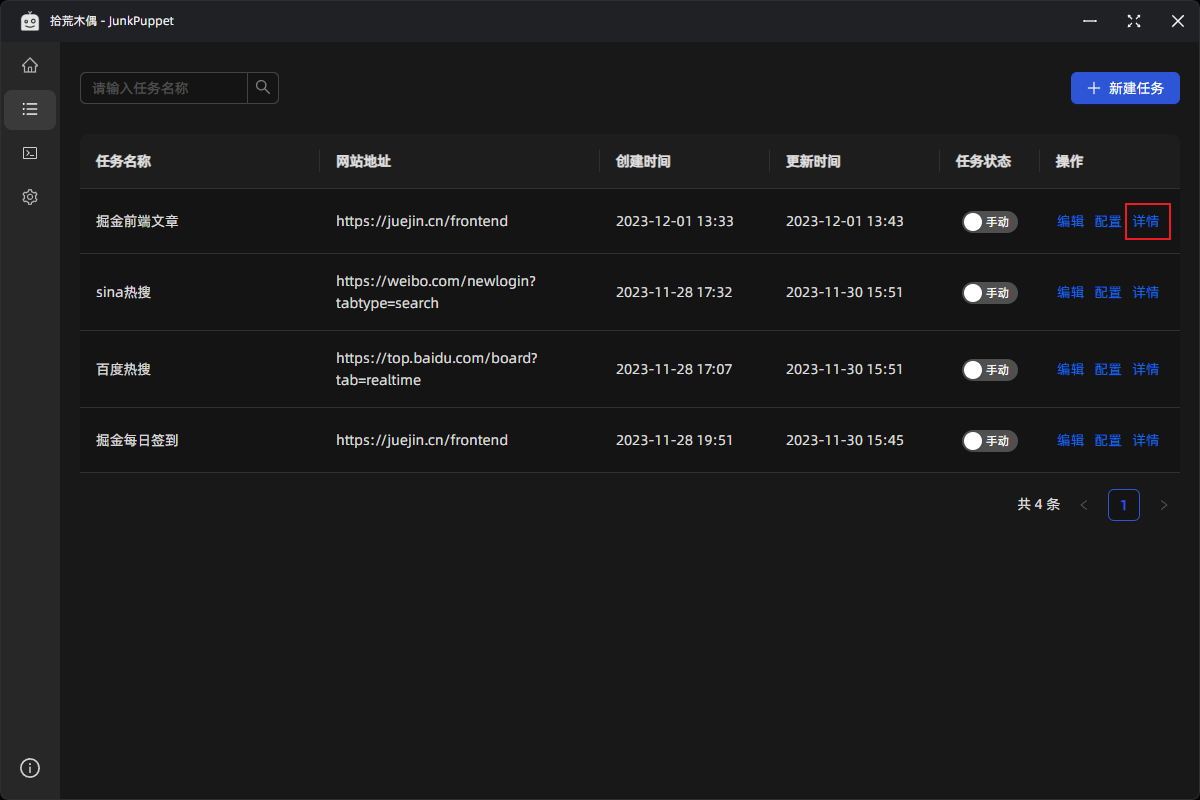 拾荒木偶 - JunkPuppet
请输入任务名称
新建任务
任务名称 网站地址 创建时间 更新时间 任务状态 操作
掘金前端文章 https://juejin.cn/frontend 2023-12-01 13:33 2023-12-01 13:43 手动 编辑 配置 详情
sina热搜 https://weibo.com/newlogin?
tabtype=search 2023-11-28 17:32 2023-11-30 15:51 手动 编辑 配置 详情
百度热搜 https://top.baidu.com/board?
tab=realtime 2023-11-28 17:07 2023-11-30 15:51 手动 编辑 配置 详情
掘金每日签到 https://juejin.cn/frontend 2023-11-28 19:51 2023-11-30 15:45 手动 编辑 配置 详情
共 4 条 < 1 >